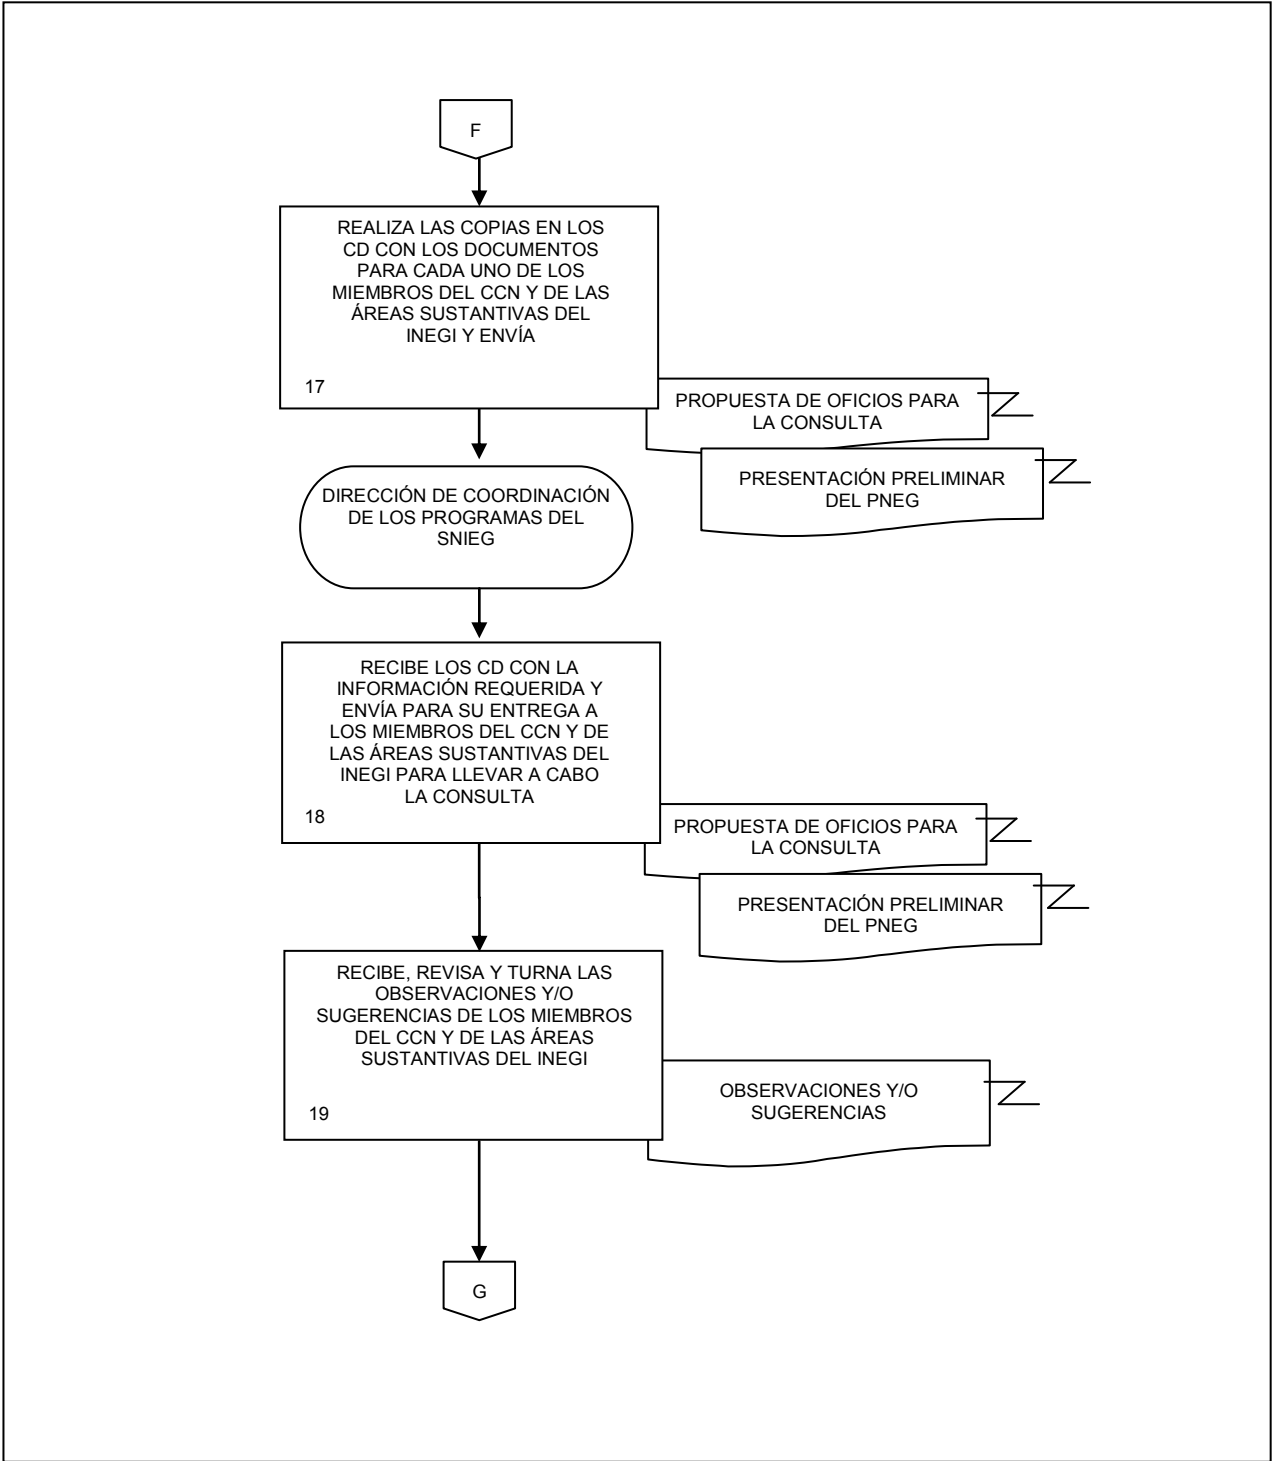 F
REALIZA LAS COPIAS EN LOS
CD CON LOS DOCUMENTOS
PARA CADA UNO DE LOS
MIEMBROS DEL CCN Y DE LAS
ÁREAS SUSTANTIVAS DEL
INEGI Y ENVÍA
17
PROPUESTA DE OFICIOS PARA
LA CONSULTA
PRESENTACIÓN PRELIMINAR
DEL PNEG
DIRECCIÓN DE COORDINACIÓN
DE LOS PROGRAMAS DEL
SNIEG
RECIBE LOS CD CON LA
INFORMACIÓN REQUERIDA Y
ENVÍA PARA SU ENTREGA A
LOS MIEMBROS DEL CCN Y DE
LAS ÁREAS SUSTANTIVAS DEL
INEGI PARA LLEVAR A CABO
LA CONSULTA
18
PROPUESTA DE OFICIOS PARA
LA CONSULTA
PRESENTACIÓN PRELIMINAR
DEL PNEG
RECIBE, REVISA Y TURNA LAS
OBSERVACIONES Y/O
SUGERENCIAS DE LOS MIEMBROS
DEL CCN Y DE LAS ÁREAS
SUSTANTIVAS DEL INEGI
19
OBSERVACIONES Y/O
SUGERENCIAS
G